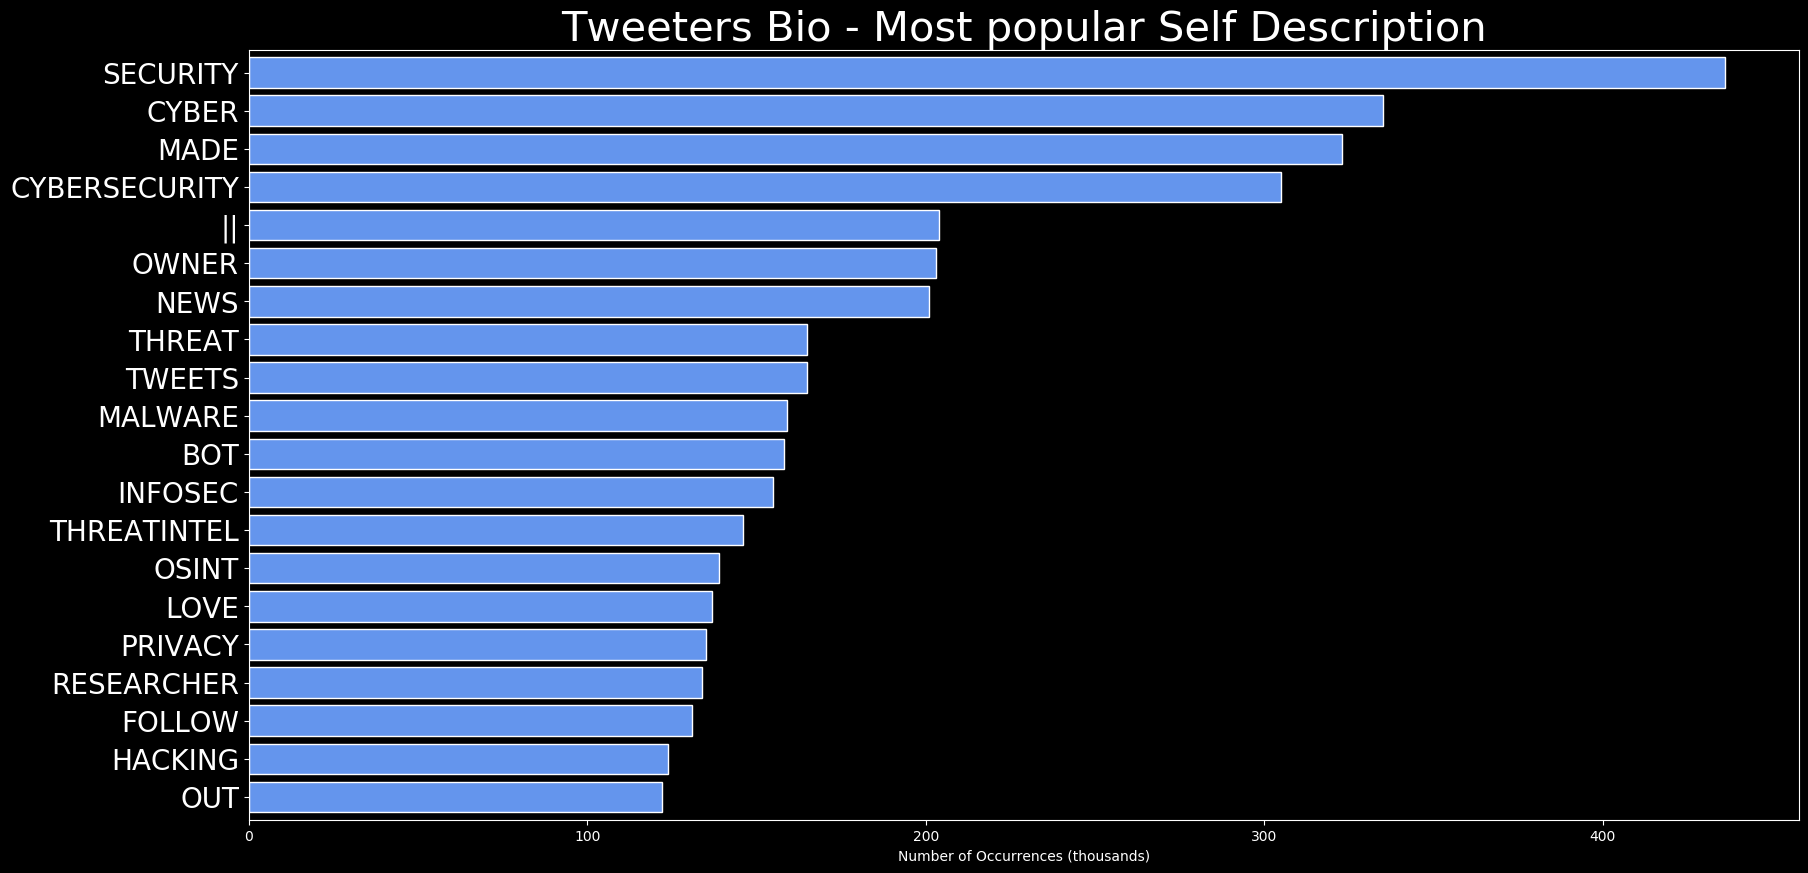 Tweeters Bio - Most popular Self Description
SECURITY
CYBER
MADE
CYBERSECURITY
||
OWNER
NEWS
THREAT
TWEETS
MALWARE
BOT
INFOSEC
THREATINTEL
OSINT
LOVE
PRIVACY
RESEARCHER
FOLLOW
HACKING
OUT
0 100 200 300 400
Number of Occurrences (thousands)